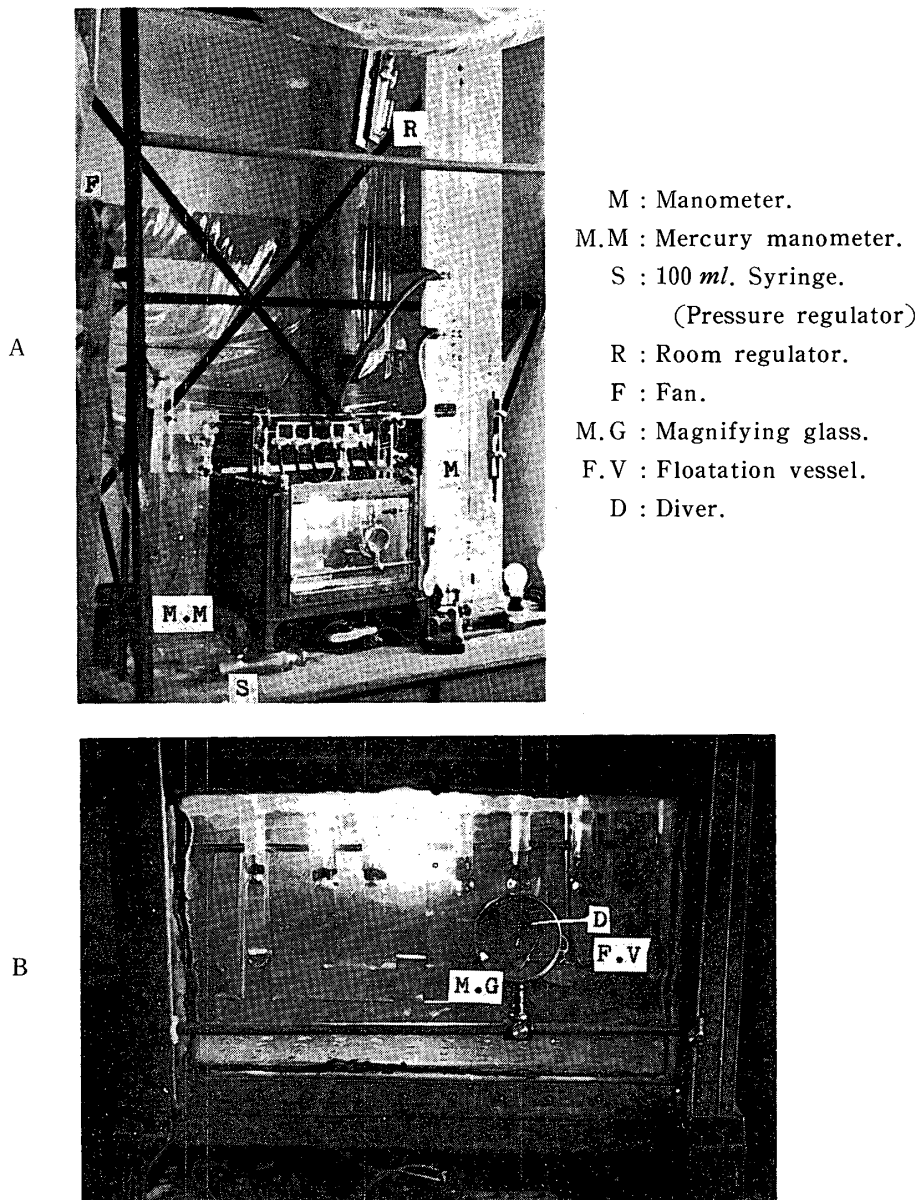 R
F
M
M.M
S
A
M : Manometer.
M.M : Mercury manometer.
S : 100 ml. Syringe.
(Pressure regulator)
R : Room regulator.
F : Fan.
M.G : Magnifying glass.
F.V : Floatation vessel.
D : Diver.
D
F.V
M.G
B